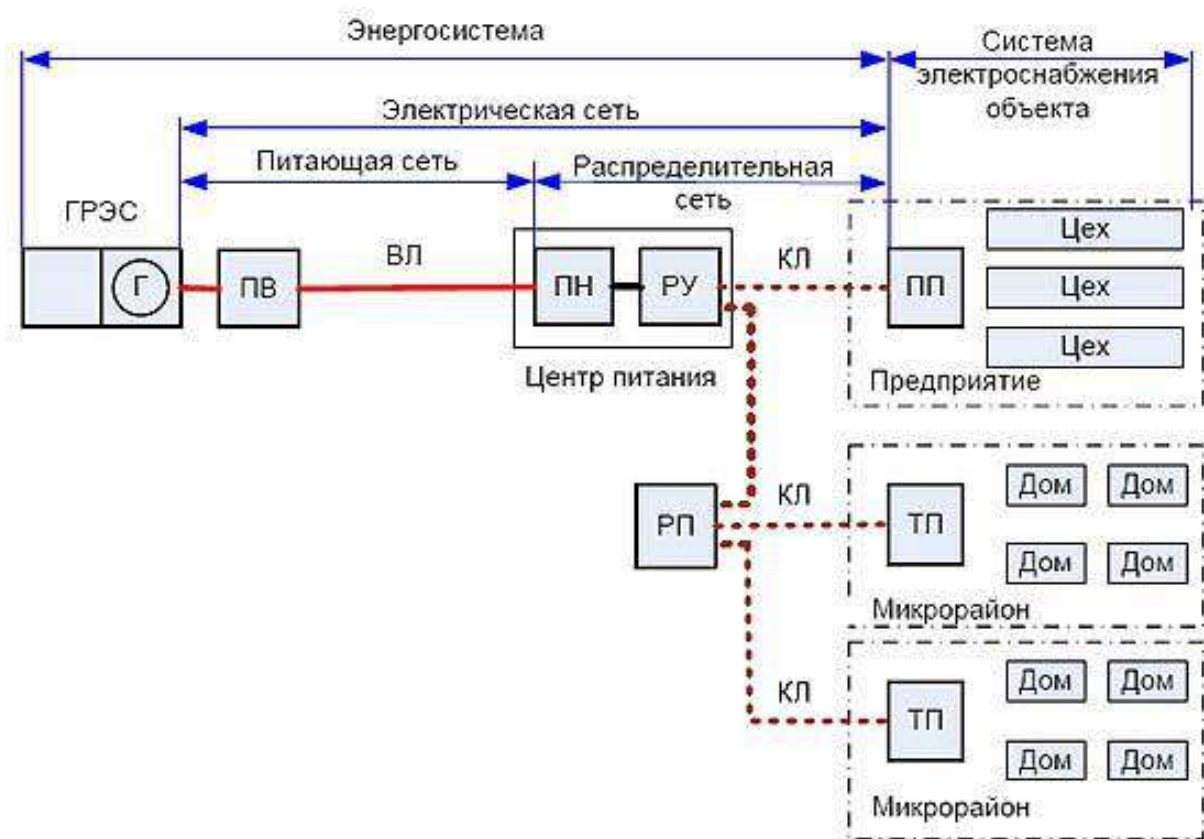 Энергосистема
Система
электроснабжения
объекта
Электрическая сеть
Питающая сеть
Распределительная
сеть
ГРЭС
Г
ПВ
ВЛ
ПН
РУ
Центр питания
КЛ
ПП
Цех
Цех
Цех
Предприятие
РП
КЛ
ТП
Дом
Дом
Дом
Дом
Микрорайон
КЛ
ТП
Дом
Дом
Дом
Дом
Микрорайон